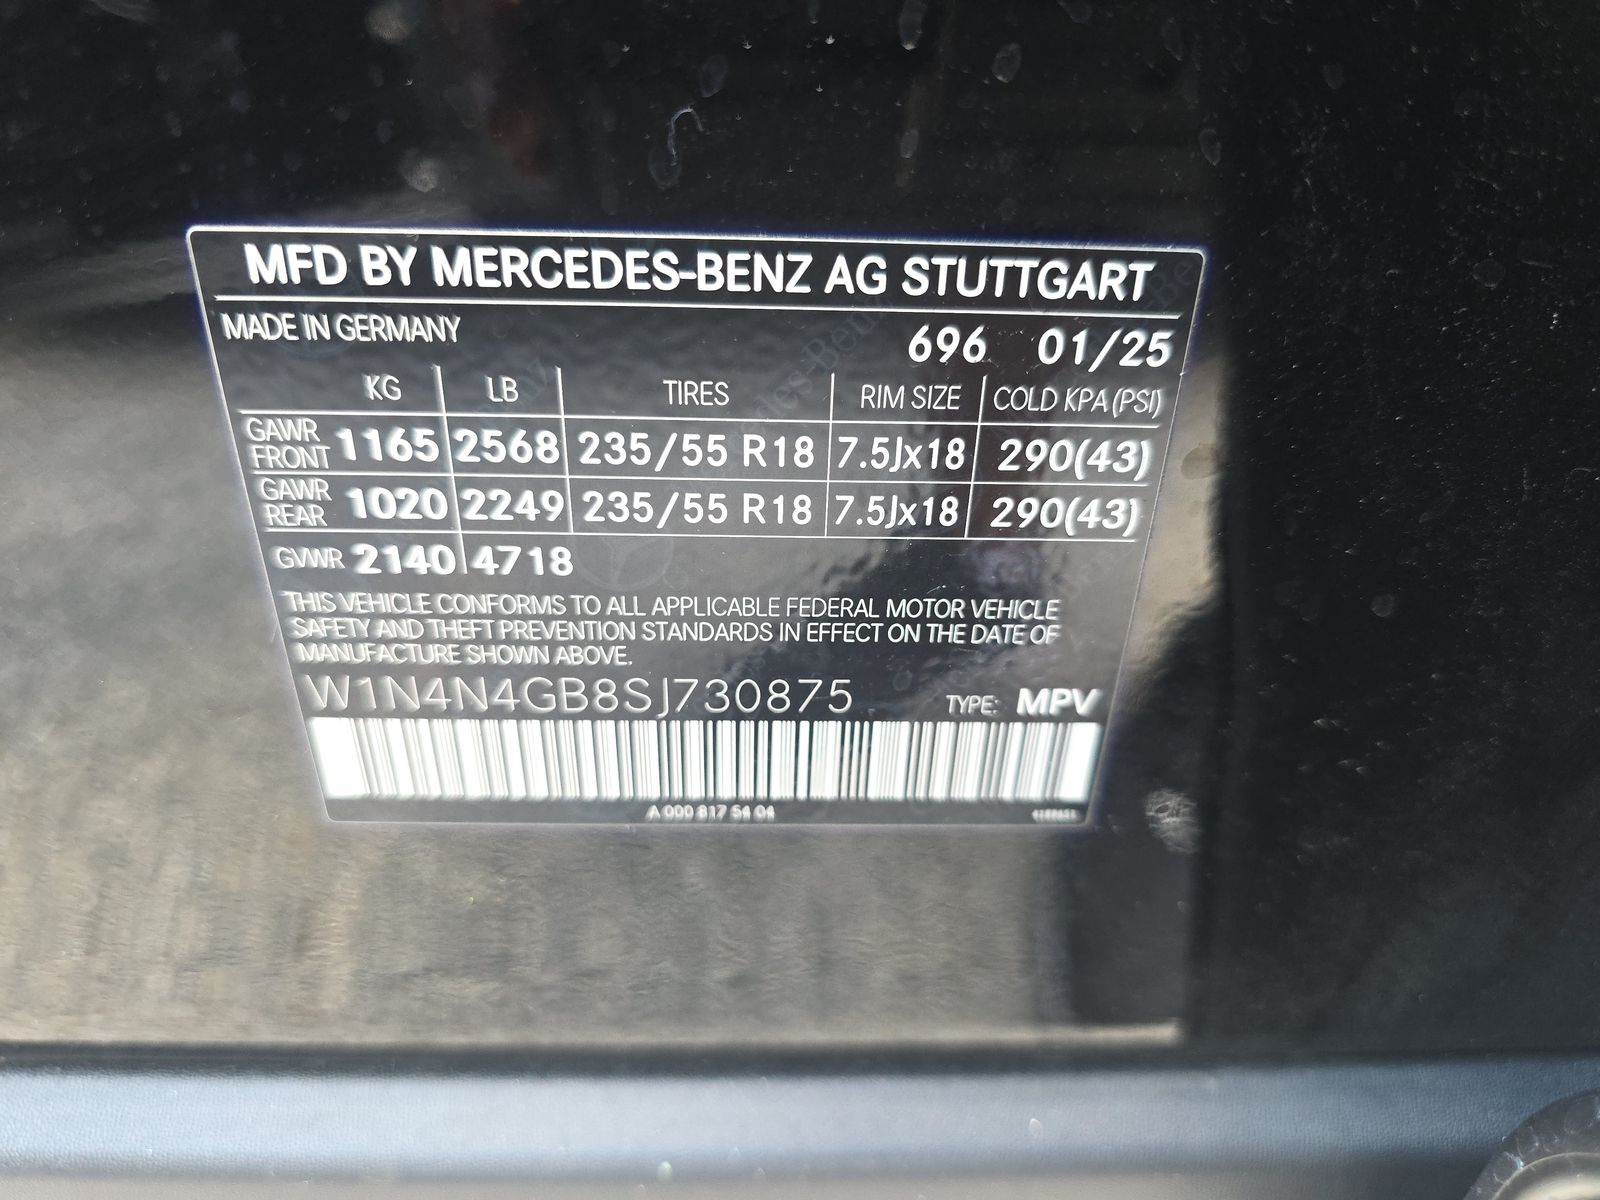 MFD BY MERCEDES-BENZ AG STUTTGART
MADE IN GERMANY 696 01/25
KG LB TIRES RIM SIZE COLD KPA (PSI)
GAWR FRONT 1165 2568 235/55 R18 7.5Jx18 290(43)
GAWR REAR 1020 2249 235/55 R18 7.5Jx18 290(43)
GVWR 2140 4718
THIS VEHICLE CONFORMS TO ALL APPLICABLE FEDERAL MOTOR VEHICLE
SAFETY AND THEFT PREVENTION STANDARDS IN EFFECT ON THE DATE OF
MANUFACTURE SHOWN ABOVE.
W1N4N4GB8SJ730875 TYPE: MPV
A 000 817 54 04